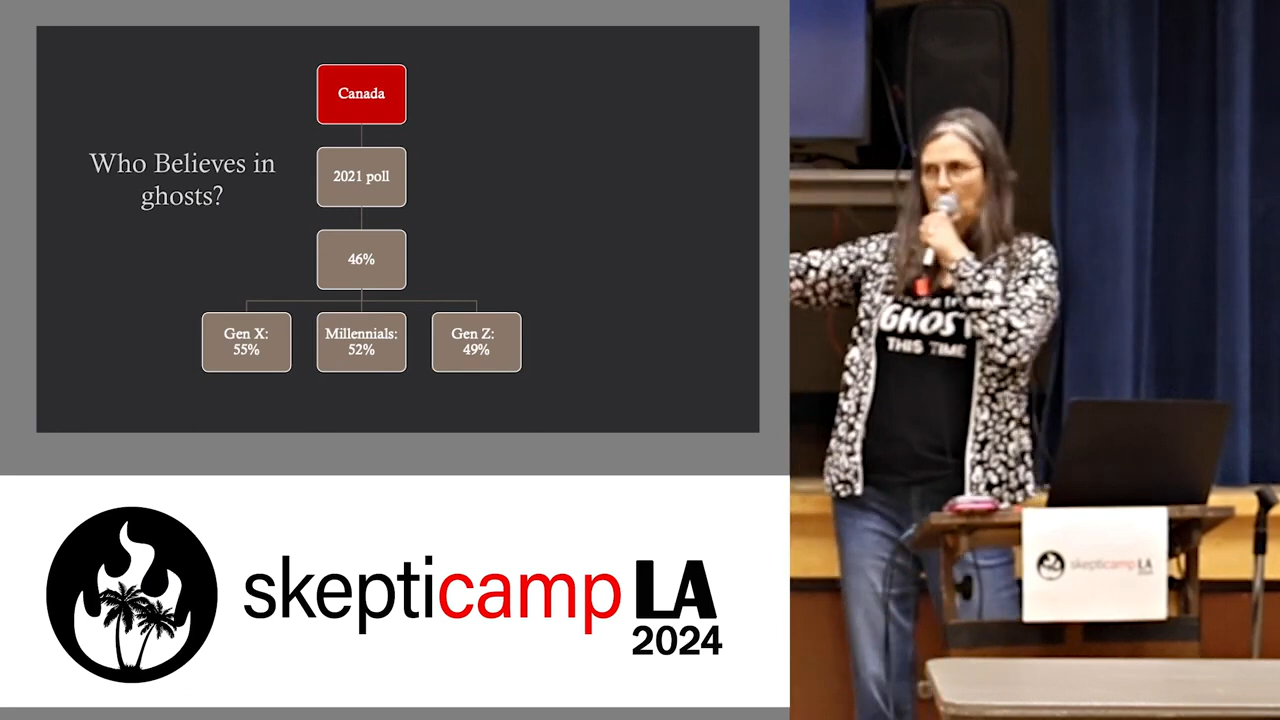 Canada
Who Believes in
ghosts?
2021 poll
46%
Gen X:
55%
Millennials:
52%
Gen Z:
49%
skepticamp LA
2024
GHOST
THIS TIME
skepticamp LA